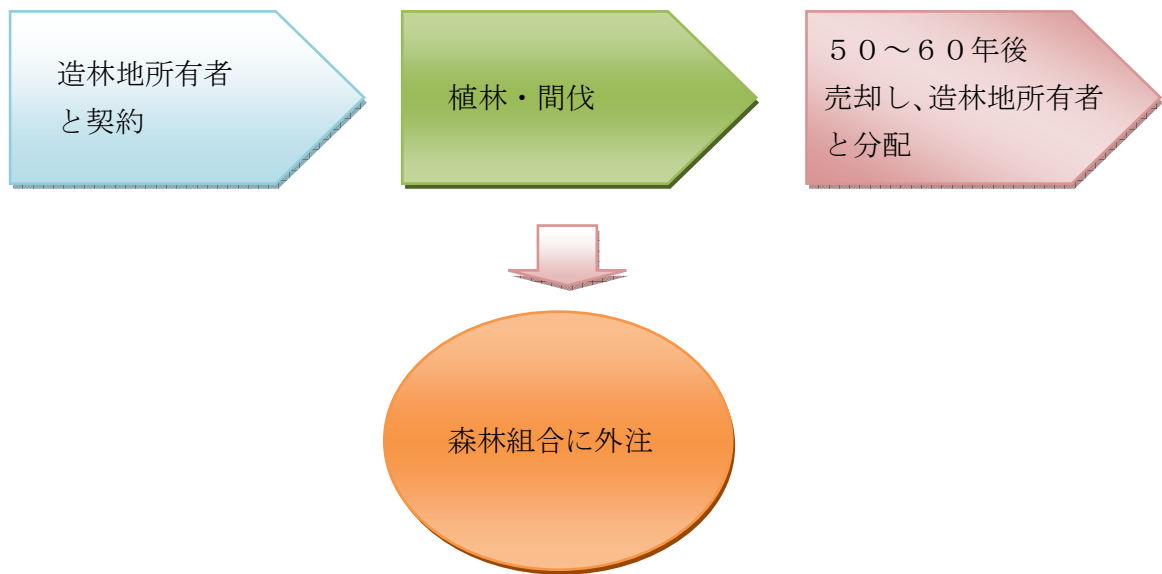 造林地所有者
と契約
植林・間伐
５０～６０年後
売却し、造林地所有者
と分配
森林組合に外注